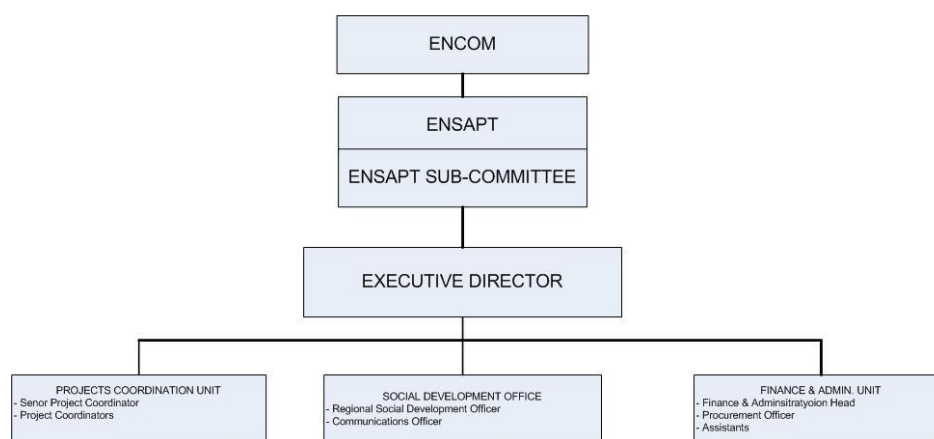 ENCOM
ENSAPT
ENSAPT SUB-COMMITTEE
EXECUTIVE DIRECTOR
PROJECTS COORDINATION UNIT
- Senor Project Coordinator
- Project Coordinators
SOCIAL DEVELOPMENT OFFICE
- Regional Social Development Officer
- Communications Officer
FINANCE & ADMIN. UNIT
- Finance & Adminsitratyoion Head
- Procurement Officer
- Assistants